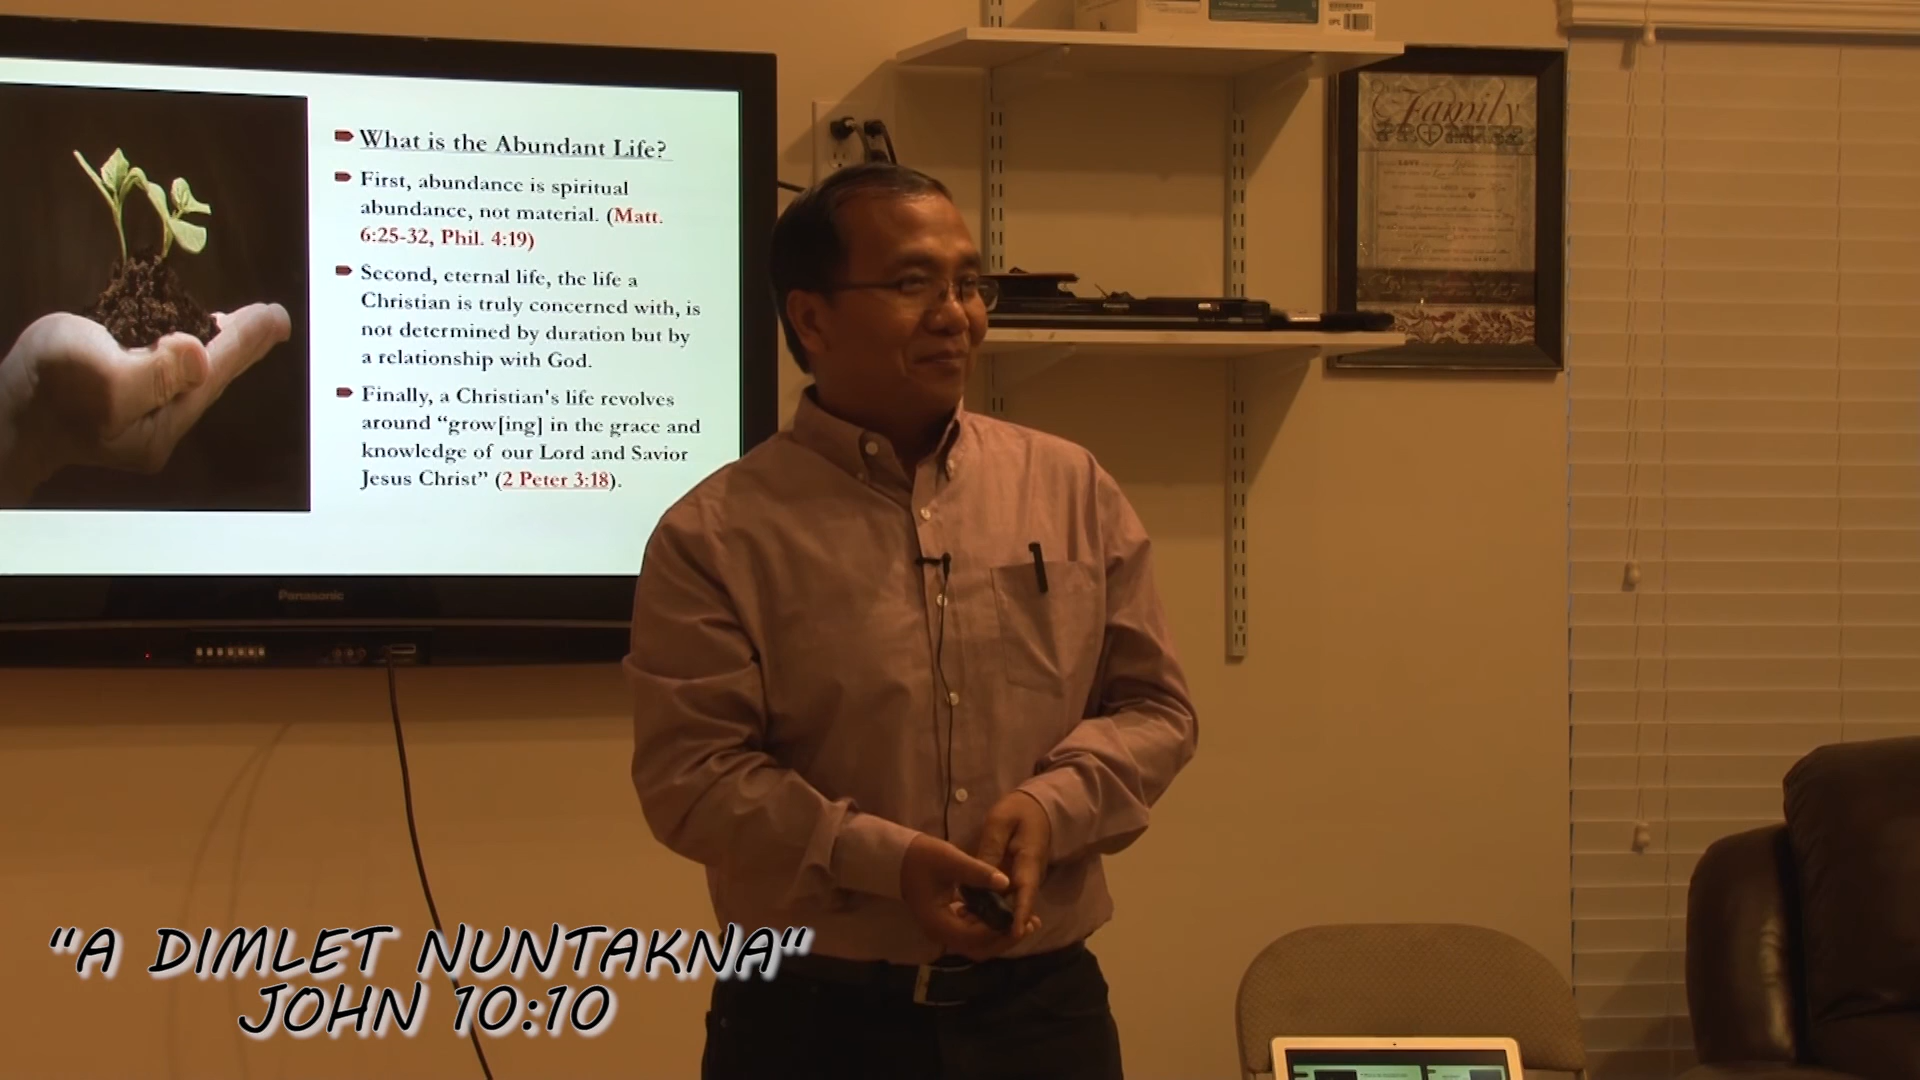 What is the Abundant Life?
First, abundance is spiritual
abundance, not material. (Matt.
6:25-32, Phil. 4:19)
Second, eternal life, the life a
Christian is truly concerned with, is
not determined by duration but by
a relationship with God.
Finally, a Christian's life revolves
around “grow[ing] in the grace and
knowledge of our Lord and Savior
Jesus Christ” (2 Peter 3:18).
Panasonic
Family
PROMISE
"A DIMLET NUNTAKNA"
JOHN 10:10